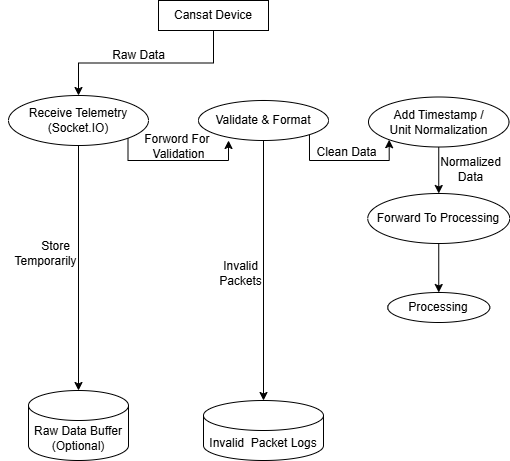 Cansat Device
Raw Data
Receive Telemetry
(Socket.IO)
Forword For
Validation
Validate & Format
Clean Data
Add Timestamp /
Unit Normalization
Normalized
Data
Forward To Processing
Store
Temporarily
Invalid
Packets
Processing
Raw Data Buffer
(Optional)
Invalid  Packet Logs